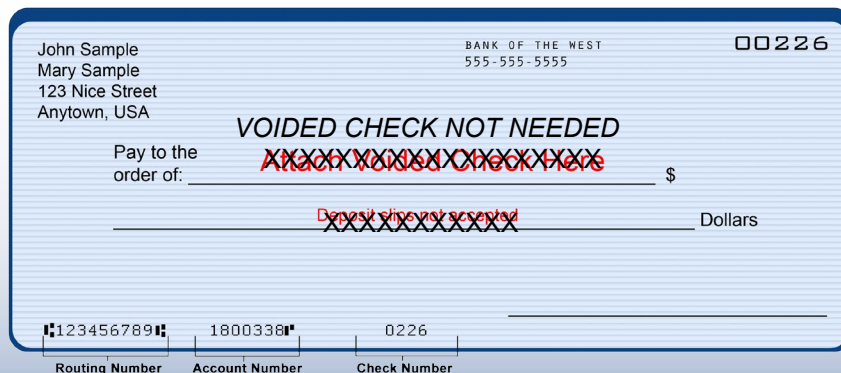 John Sample
Mary Sample
123 Nice Street
Anytown, USA
BANK OF THE WEST
555-555-5555
00226
VOIDED CHECK NOT NEEDED
Pay to the
order of:
Attach Voided Check Here
XXXXXXXXXXXXXXXXXXXX
$
Deposit slips not accepted
XXXXXXXXXXX
Dollars
⑆123456789⑆ 1800338⑈ 0226
Routing Number Account Number Check Number